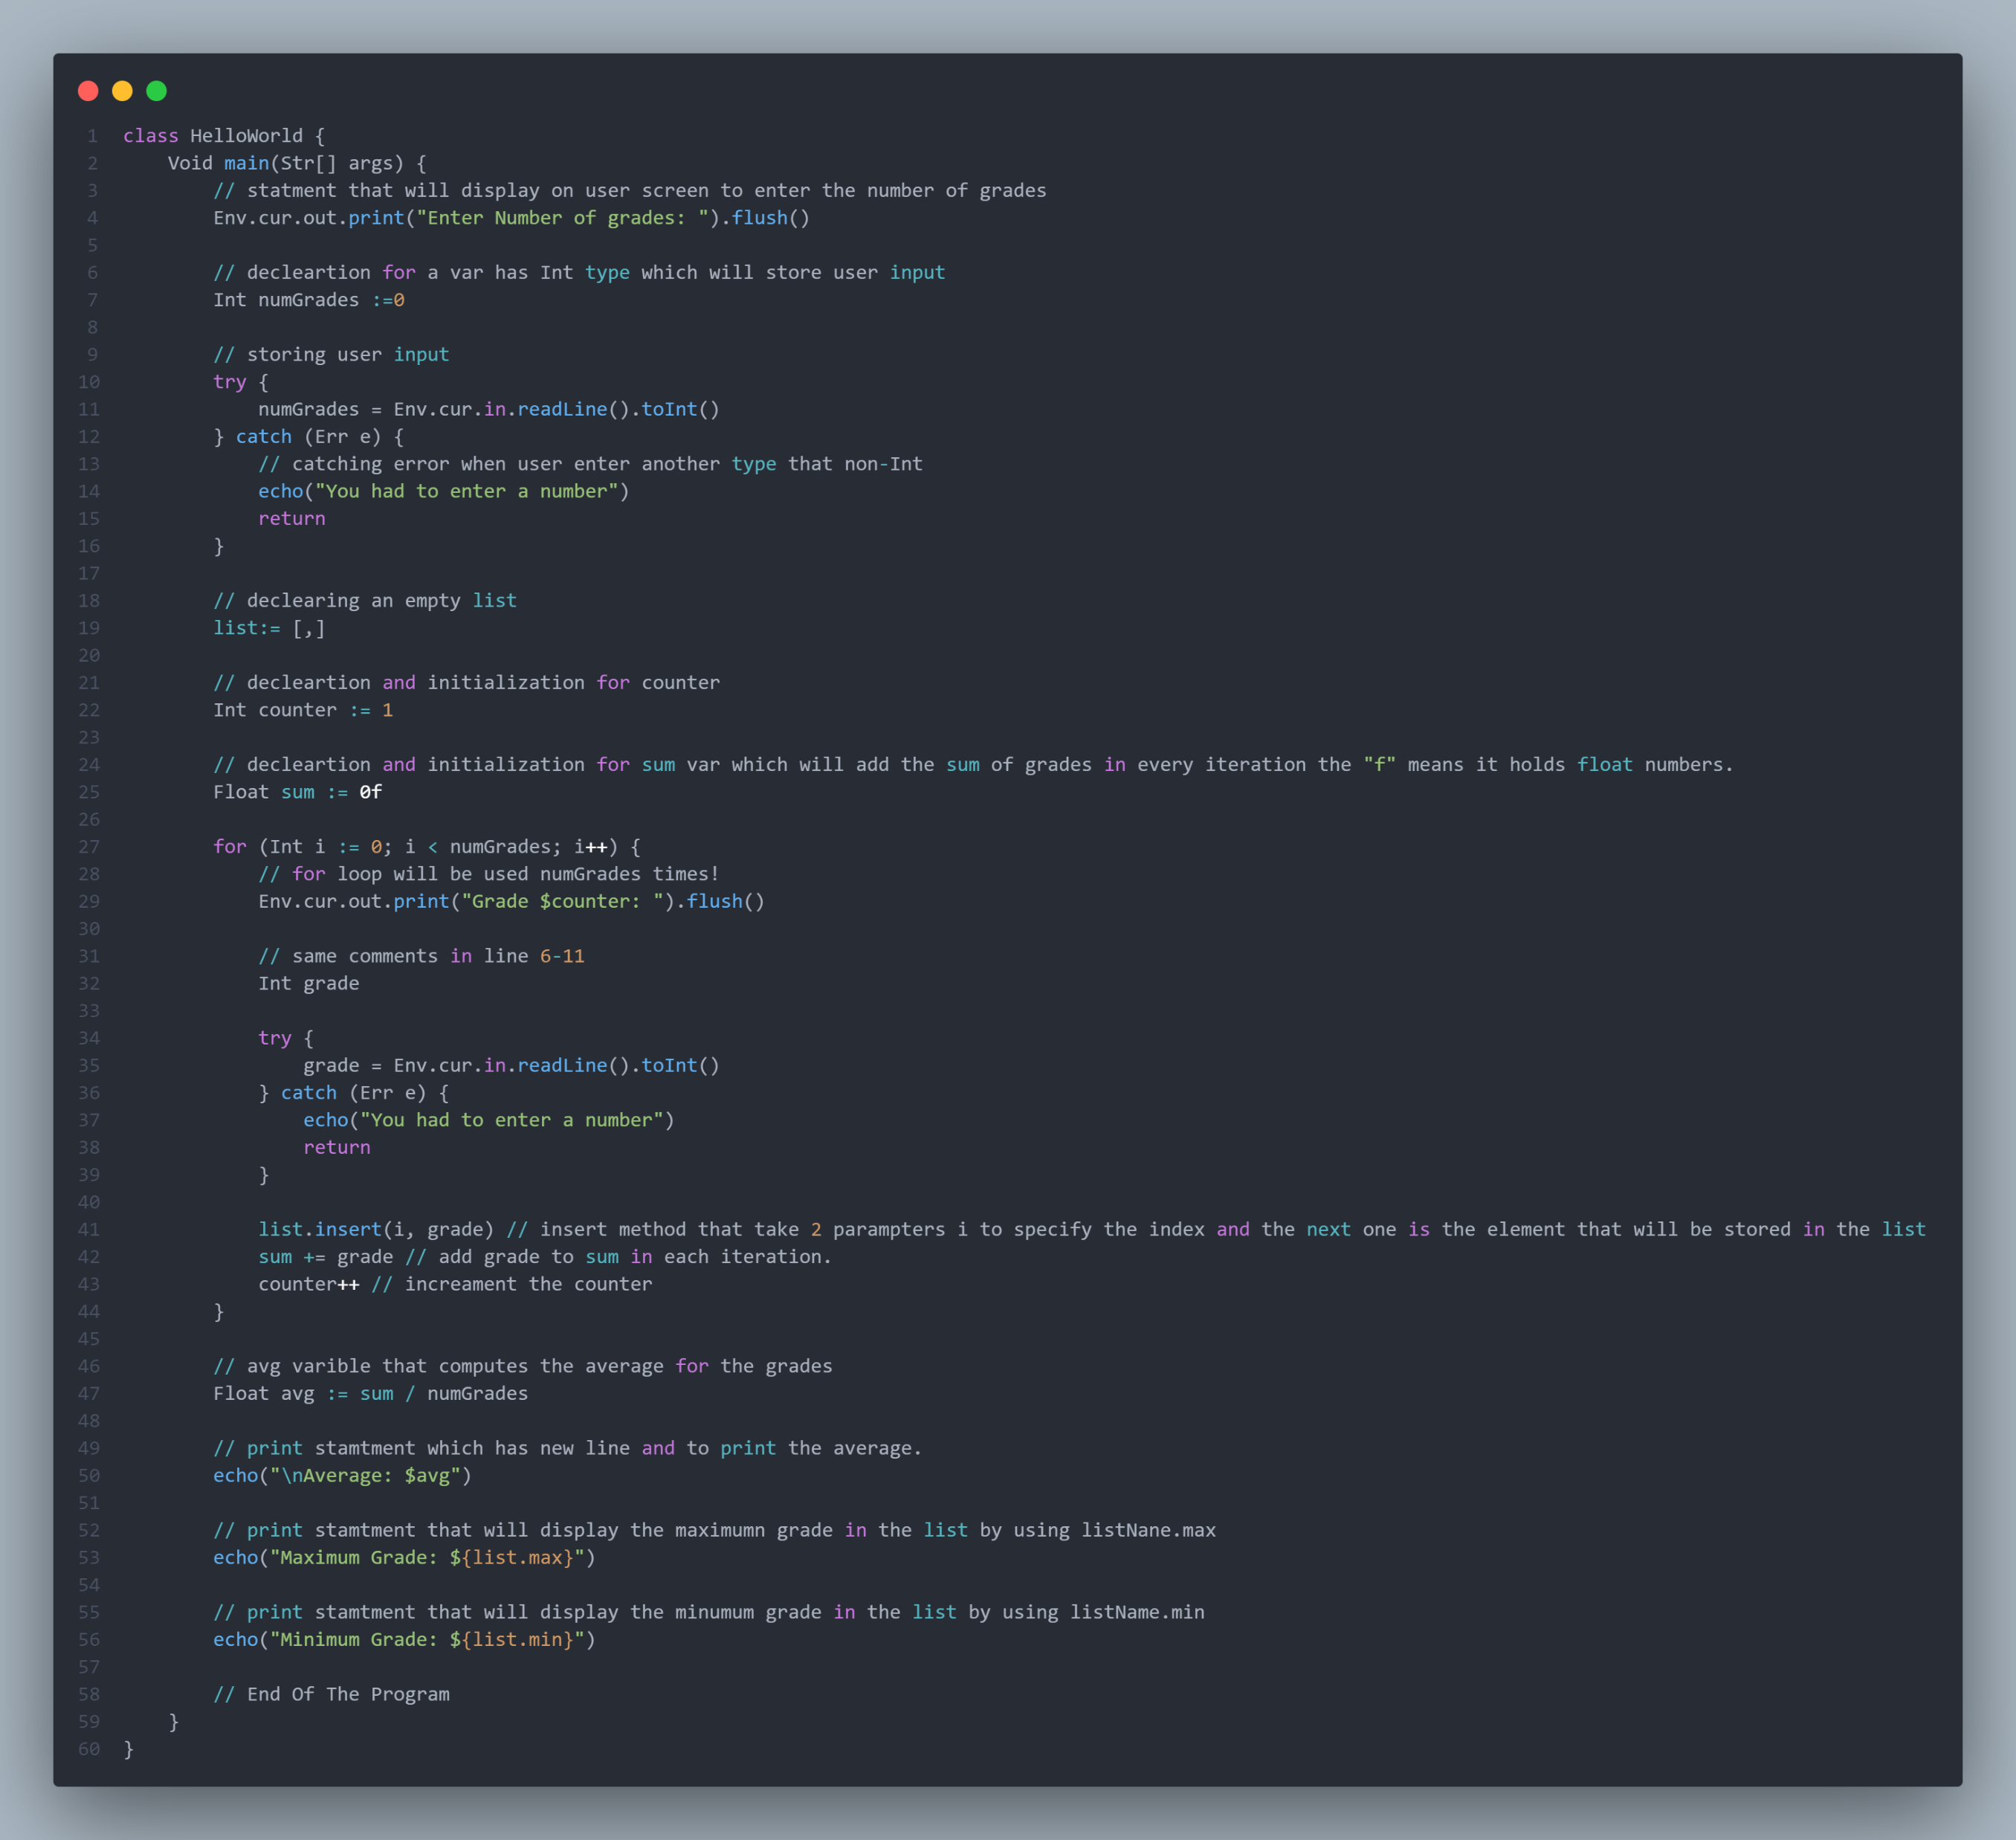 1 class HelloWorld {
2     Void main(Str[] args) {
3         // statment that will display on user screen to enter the number of grades
4         Env.cur.out.print("Enter Number of grades: ").flush()
5
6         // decleartion for a var has Int type which will store user input
7         Int numGrades :=0
8
9         // storing user input
10         try {
11             numGrades = Env.cur.in.readLine().toInt()
12         } catch (Err e) {
13             // catching error when user enter another type that non-Int
14             echo("You had to enter a number")
15             return
16         }
17
18         // declearing an empty list
19         list:= [,]
20
21         // decleartion and initialization for counter
22         Int counter := 1
23
24         // decleartion and initialization for sum var which will add the sum of grades in every iteration the "f" means it holds float numbers.
25         Float sum := 0f
26
27         for (Int i := 0; i < numGrades; i++) {
28             // for loop will be used numGrades times!
29             Env.cur.out.print("Grade $counter: ").flush()
30
31             // same comments in line 6-11
32             Int grade
33
34             try {
35                 grade = Env.cur.in.readLine().toInt()
36             } catch (Err e) {
37                 echo("You had to enter a number")
38                 return
39             }
40
41             list.insert(i, grade) // insert method that take 2 parampters i to specify the index and the next one is the element that will be stored in the list
42             sum += grade // add grade to sum in each iteration.
43             counter++ // increament the counter
44         }
45
46         // avg varible that computes the average for the grades
47         Float avg := sum / numGrades
48
49         // print stamtment which has new line and to print the average.
50         echo("\nAverage: $avg")
51
52         // print stamtment that will display the maximumn grade in the list by using listNane.max
53         echo("Maximum Grade: ${list.max}")
54
55         // print stamtment that will display the minumum grade in the list by using listName.min
56         echo("Minimum Grade: ${list.min}")
57
58         // End Of The Program
59     }
60 }